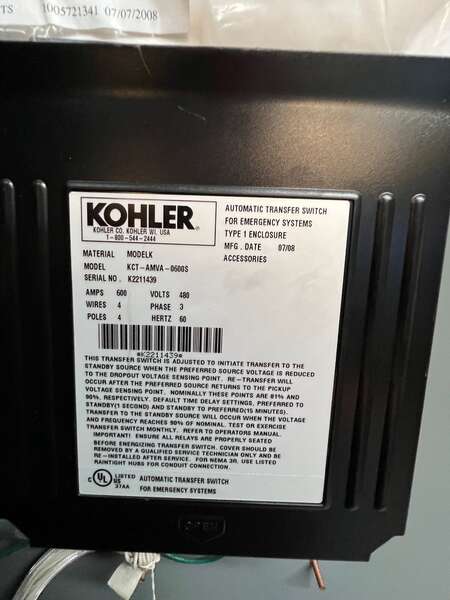 TS 1OO5721341 07/07/2008
KOHLER
KOHLER CO. KOHLER WI. USA
1-800-544-2444
AUTOMATIC TRANSFER SWITCH
FOR EMERGENCY SYSTEMS
TYPE 1 ENCLOSURE
MFG. DATE 07/08
ACCESSORIES
MATERIAL MODELK
MODEL KCT-AMVA-0600S
SERIAL NO. K2211439
AMPS 600 VOLTS 480
WIRES 4 PHASE 3
POLES 4 HERTZ 60
*K2211439*
THIS TRANSFER SWITCH IS ADJUSTED TO INITIATE TRANSFER TO THE
STANDBY SOURCE WHEN THE PREFERRED SOURCE VOLTAGE IS REDUCED
TO THE DROPOUT VOLTAGE SENSING POINT. RE-TRANSFER WILL
OCCUR AFTER THE PREFERRED SOURCE RETURNS TO THE PICKUP
VOLTAGE SENSING POINT. NOMINALLY THESE POINTS ARE 81% AND
90%, RESPECTIVELY. DEFAULT TIME DELAY SETTINGS, PREFERRED TO
STANDBY(1 SECOND) AND STANDBY TO PREFERRED(15 MINUTES).
TRANSFER TO THE STANDBY SOURCE WILL OCCUR WHEN THE VOLTAGE
AND FREQUENCY REACHES 90% OF NOMINAL. TEST OR EXERCISE
TRANSFER SWITCH MONTHLY. REFER TO OPERATORS MANUAL.
IMPORTANT! ENSURE ALL RELAYS ARE PROPERLY SEATED
BEFORE ENERGIZING TRANSFER SWITCH. COVER SHOULD BE
REMOVED BY A QUALIFIED SERVICE TECHNICIAN ONLY AND BE
RE-INSTALLED AFTER SERVICE. FOR NEMA 3R, USE LISTED
RAINTIGHT HUBS FOR CONDUIT CONNECTION.
C UL US LISTED 37AA
AUTOMATIC TRANSFER SWITCH
FOR EMERGENCY SYSTEMS
OPEN